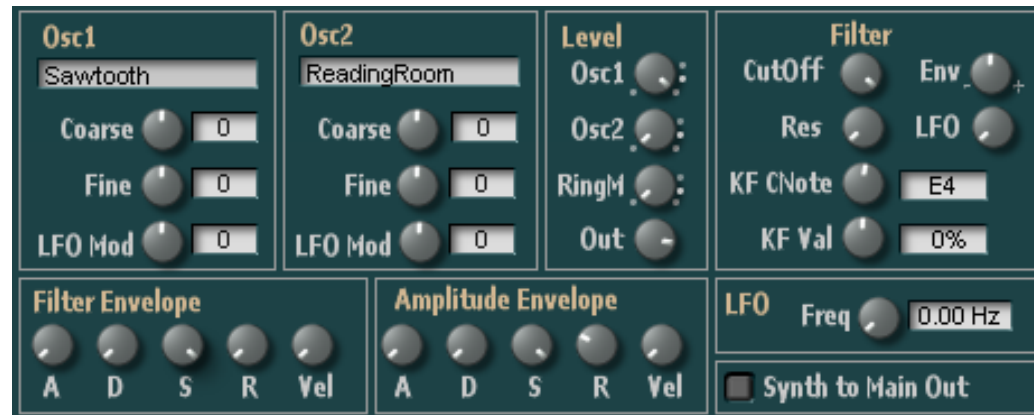 Osc1
Sawtooth
Coarse 0
Fine 0
LFO Mod 0
Osc2
ReadingRoom
Coarse 0
Fine 0
LFO Mod 0
Level
Osc1
Osc2
RingM
Out
Filter
CutOff Env - +
Res LFO
KF CNote E4
KF Val 0%
Filter Envelope
A D S R Vel
Amplitude Envelope
A D S R Vel
LFO Freq 0.00 Hz
Synth to Main Out